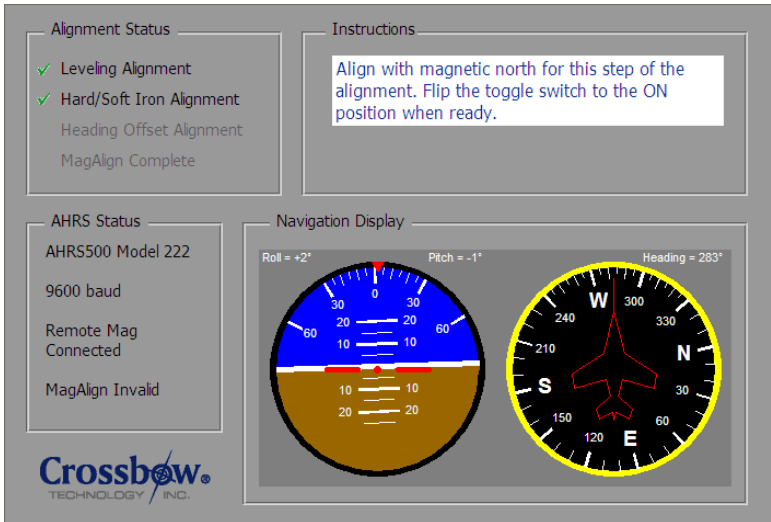 Alignment Status
Leveling Alignment
Hard/Soft Iron Alignment
Heading Offset Alignment
MagAlign Complete
Instructions
Align with magnetic north for this step of the
alignment. Flip the toggle switch to the ON
position when ready.
AHRS Status
AHRS500 Model 222
9600 baud
Remote Mag
Connected
MagAlign Invalid
Navigation Display
Roll = +2° Pitch = -1° Heading = 283°
30 0 30
60 20 20 60
10 10
10 10
20 20
W 300
240 330
210 N
S 30
150 60
120 E
Crossbow®
TECHNOLOGY INC.